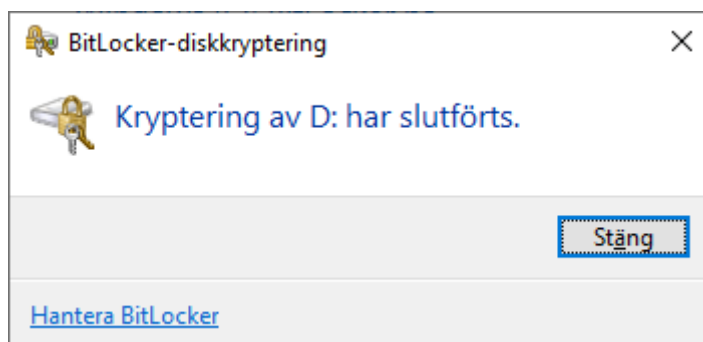 BitLocker-diskkryptering
Kryptering av D: har slutförts.
Stäng
Hantera BitLocker